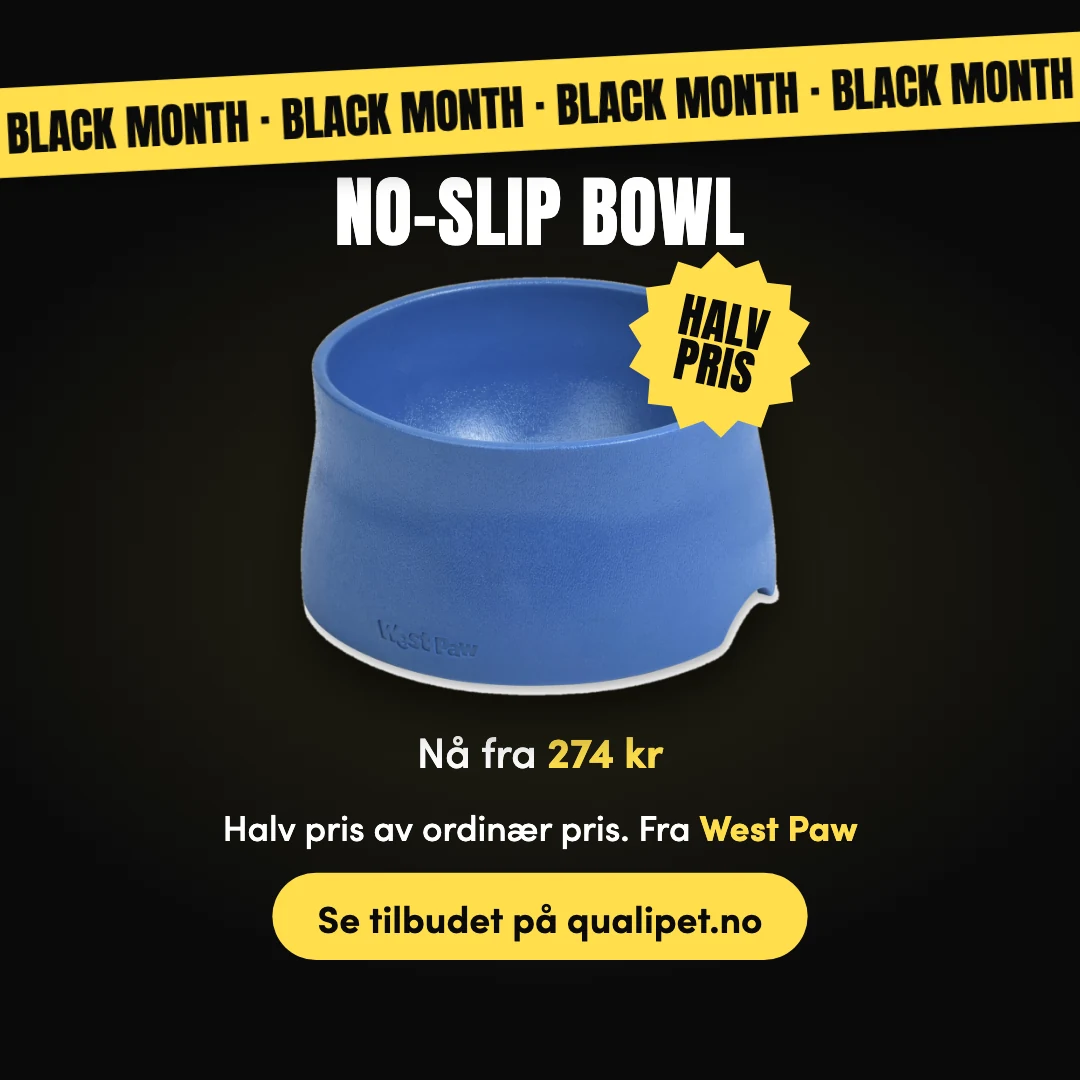 BLACK MONTH · BLACK MONTH · BLACK MONTH · BLACK MONTH
NO-SLIP BOWL
HALV
PRIS
West Paw
Nå fra 274 kr
Halv pris av ordinær pris. Fra West Paw
Se tilbudet på qualipet.no